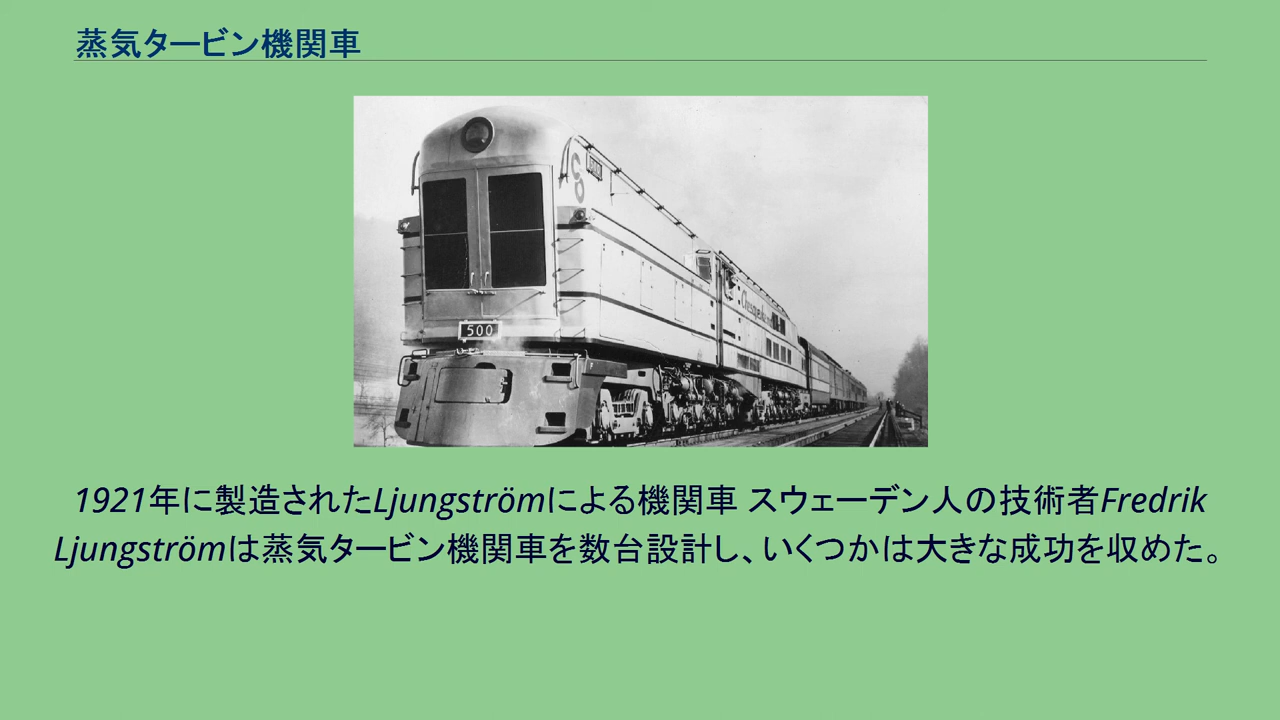 蒸気タービン機関車
500
1921年に製造されたLjungströmによる機関車 スウェーデン人の技術者Fredrik
Ljungströmは蒸気タービン機関車を数台設計し、いくつかは大きな成功を収めた。